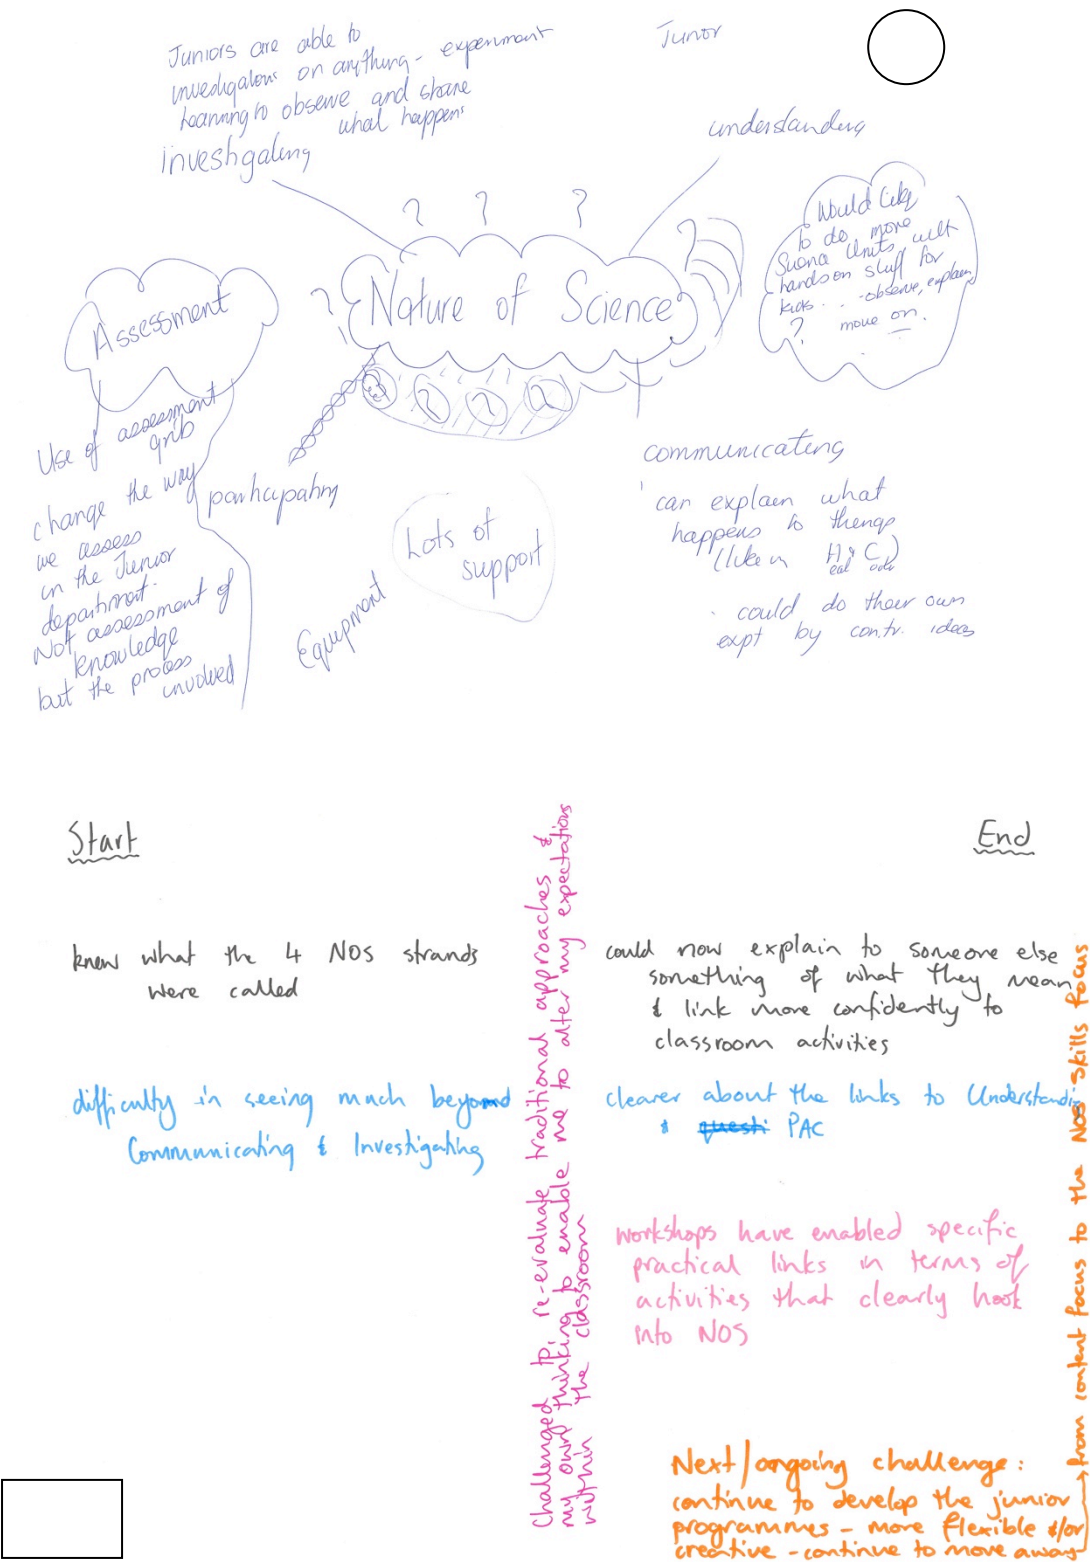 Juniors are able to
investigations on anything - experiment
learning to observe and share
what happens
investigating
Junior
understanding
? ? ?
Would like
to do more
Science Units with
hands on stuff for
kids . . . - observe, explain
? move on.
Nature of Science
?
?
Assessment
Use of assessment
grib
change the way
we assess
in the Junior
department.
Not assessment of
knowledge
but the process
involved
participating
Lots of
support
Equipment
communicating
can explain what
happens to things
(like in H & C)
eat
could do their own
expt by contr. ideas
Start
End
knew what the 4 NOS strands
were called
could now explain to someone else
something of what they mean
& link more confidently to
classroom activities
difficulty in seeing much beyond
Communicating & Investigating
clearer about the links to Understandin
& questi PAC
workshops have enabled specific
practical links in terms of
activities that clearly hook
into NOS
Challenged to re-evaluate traditional approaches &
my own thinking to enable me to alter my expectations
within the classroom
Next/ongoing challenge:
continue to develop the junior
programmes - more flexible &/or
creative - continue to move away
from content focus to the NOS skills focus